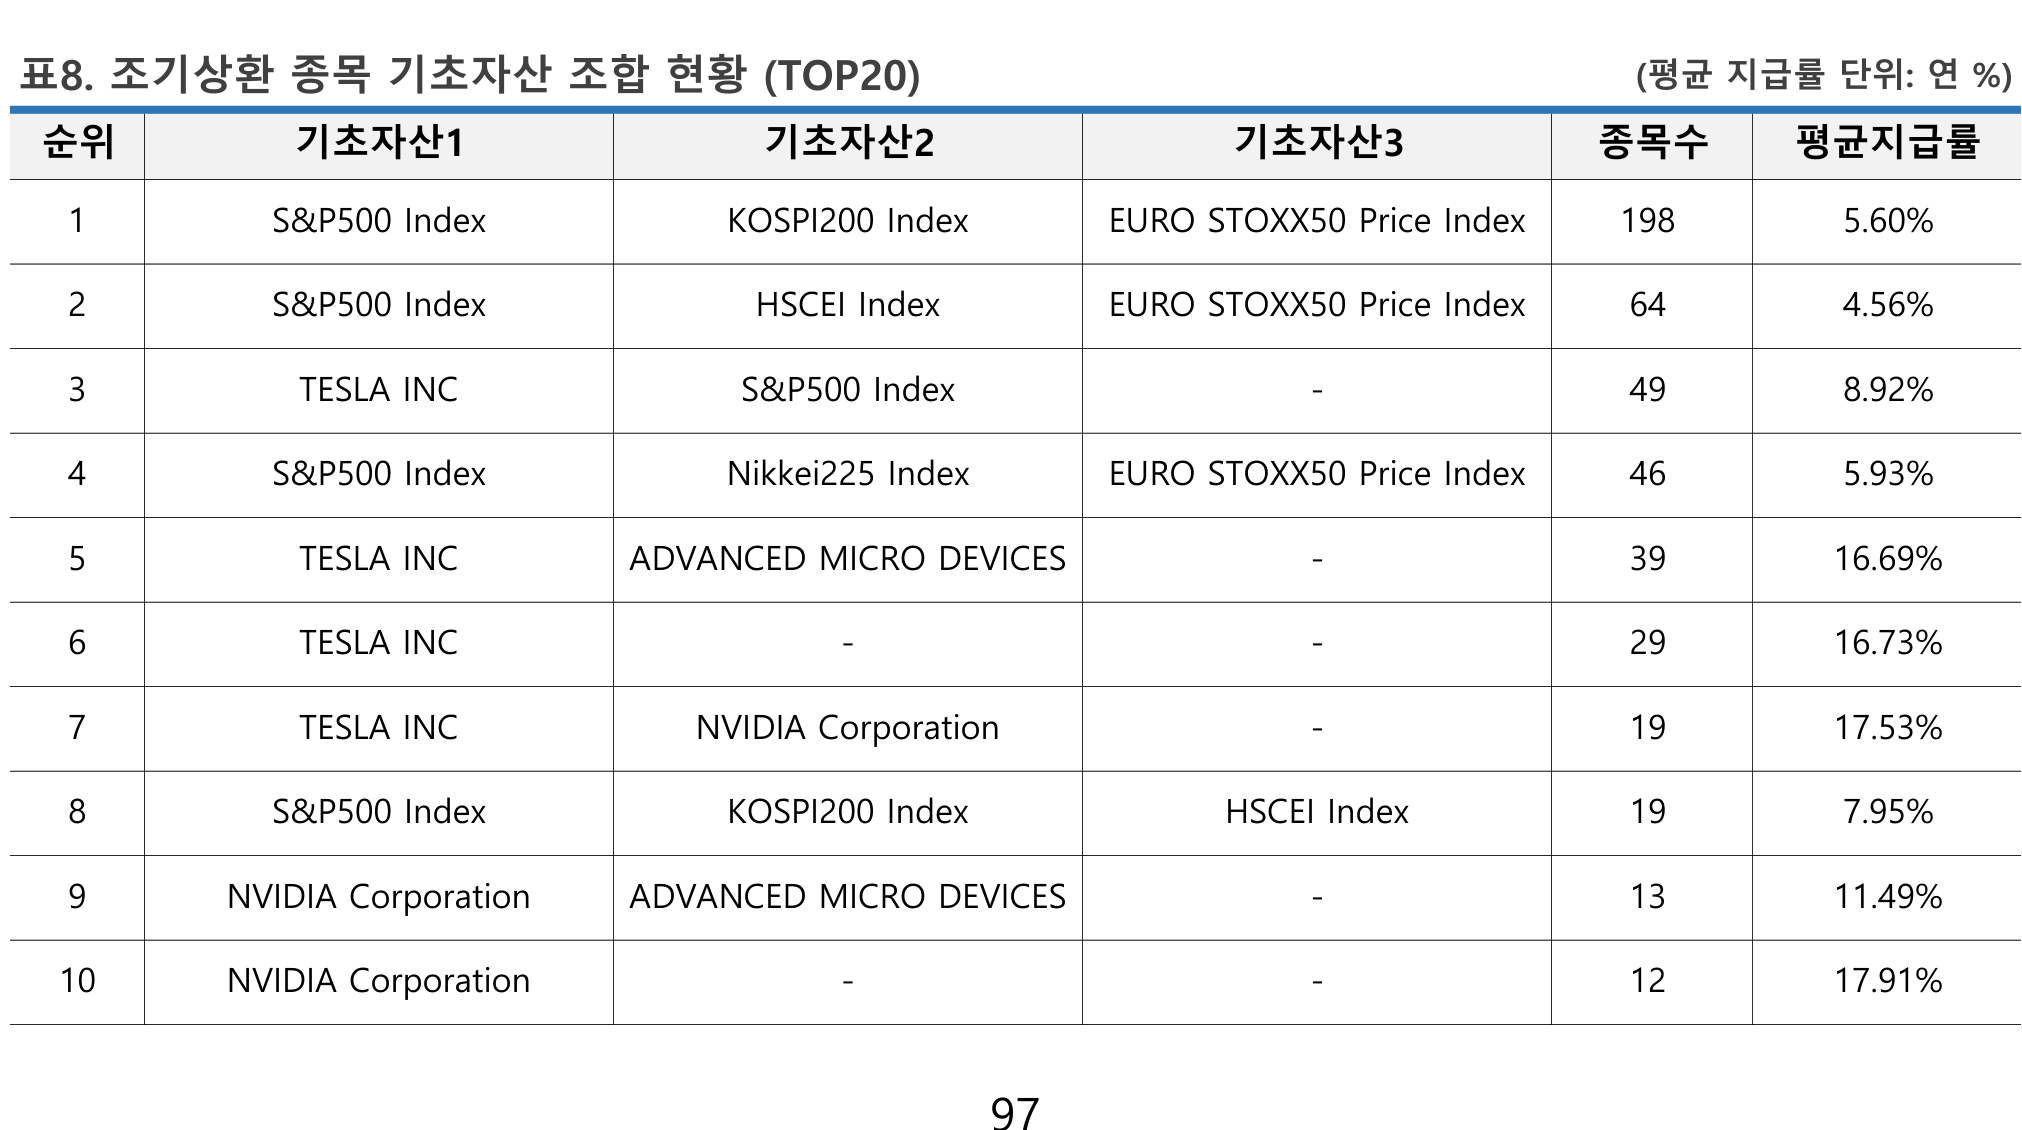 표8. 조기상환 종목 기초자산 조합 현황 (TOP20) (평균 지급률 단위: 연 %)
순위 기초자산1 기초자산2 기초자산3 종목수 평균지급률
1 S&P500 Index KOSPI200 Index EURO STOXX50 Price Index 198 5.60%
2 S&P500 Index HSCEI Index EURO STOXX50 Price Index 64 4.56%
3 TESLA INC S&P500 Index - 49 8.92%
4 S&P500 Index Nikkei225 Index EURO STOXX50 Price Index 46 5.93%
5 TESLA INC ADVANCED MICRO DEVICES - 39 16.69%
6 TESLA INC - - 29 16.73%
7 TESLA INC NVIDIA Corporation - 19 17.53%
8 S&P500 Index KOSPI200 Index HSCEI Index 19 7.95%
9 NVIDIA Corporation ADVANCED MICRO DEVICES - 13 11.49%
10 NVIDIA Corporation - - 12 17.91%
97